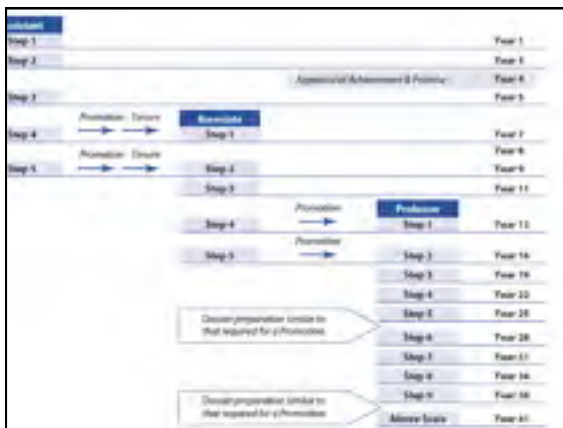 Step 1 Year 1
Step 2 Year 3
Appraisal of Achievement & Promise Year 4
Step 3 Year 5
Promotion Tenure Associate
Step 4 Step 1 Year 7
Promotion Tenure Year 8
Step 5 Step 2 Year 9
Step 3 Year 11
Promotion Professor
Step 4 Step 1 Year 13
Promotion
Step 5 Step 2 Year 16
Step 3 Year 19
Step 4 Year 22
Step 5 Year 25
Dossier preparation similar to
that required for a Promotion
Step 6 Year 28
Step 7 Year 31
Step 8 Year 34
Step 9
Dossier preparation similar to
that required for a Promotion
Above Scale Year 41